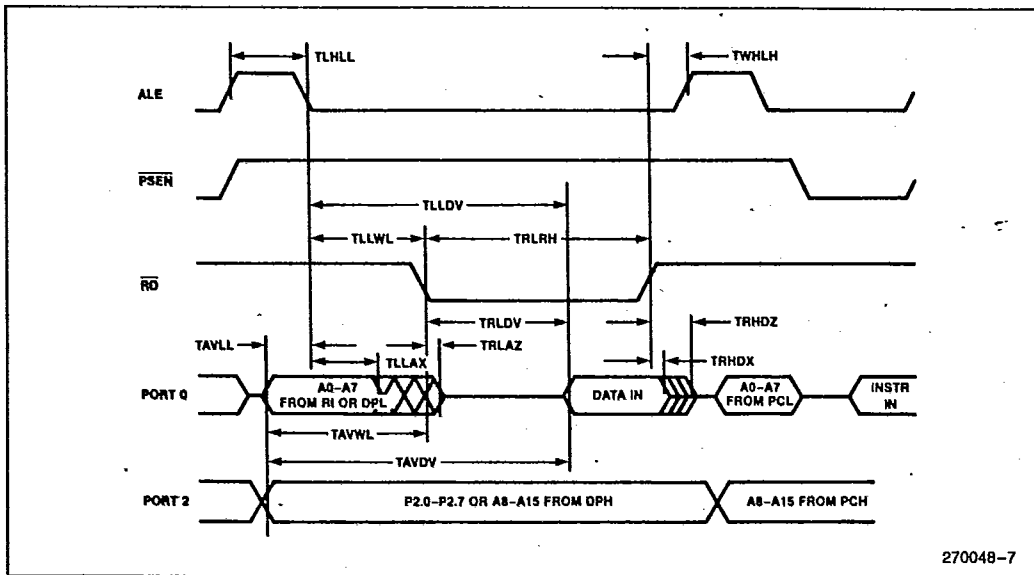 TLHLL
TWHLH
ALE
PSEN
TLLDV
TLLWL
TRLRH
RD
TRLDV
TRHDZ
TAVLL
TRLAZ
TLLAX
TRHDX
PORT 0
A0–A7
FROM RI OR DPL
DATA IN
A0–A7
FROM PCL
INSTR
IN
TAVWL
TAVDV
PORT 2
P2.0–P2.7 OR A8–A15 FROM DPH
A8–A15 FROM PCH
270048–7